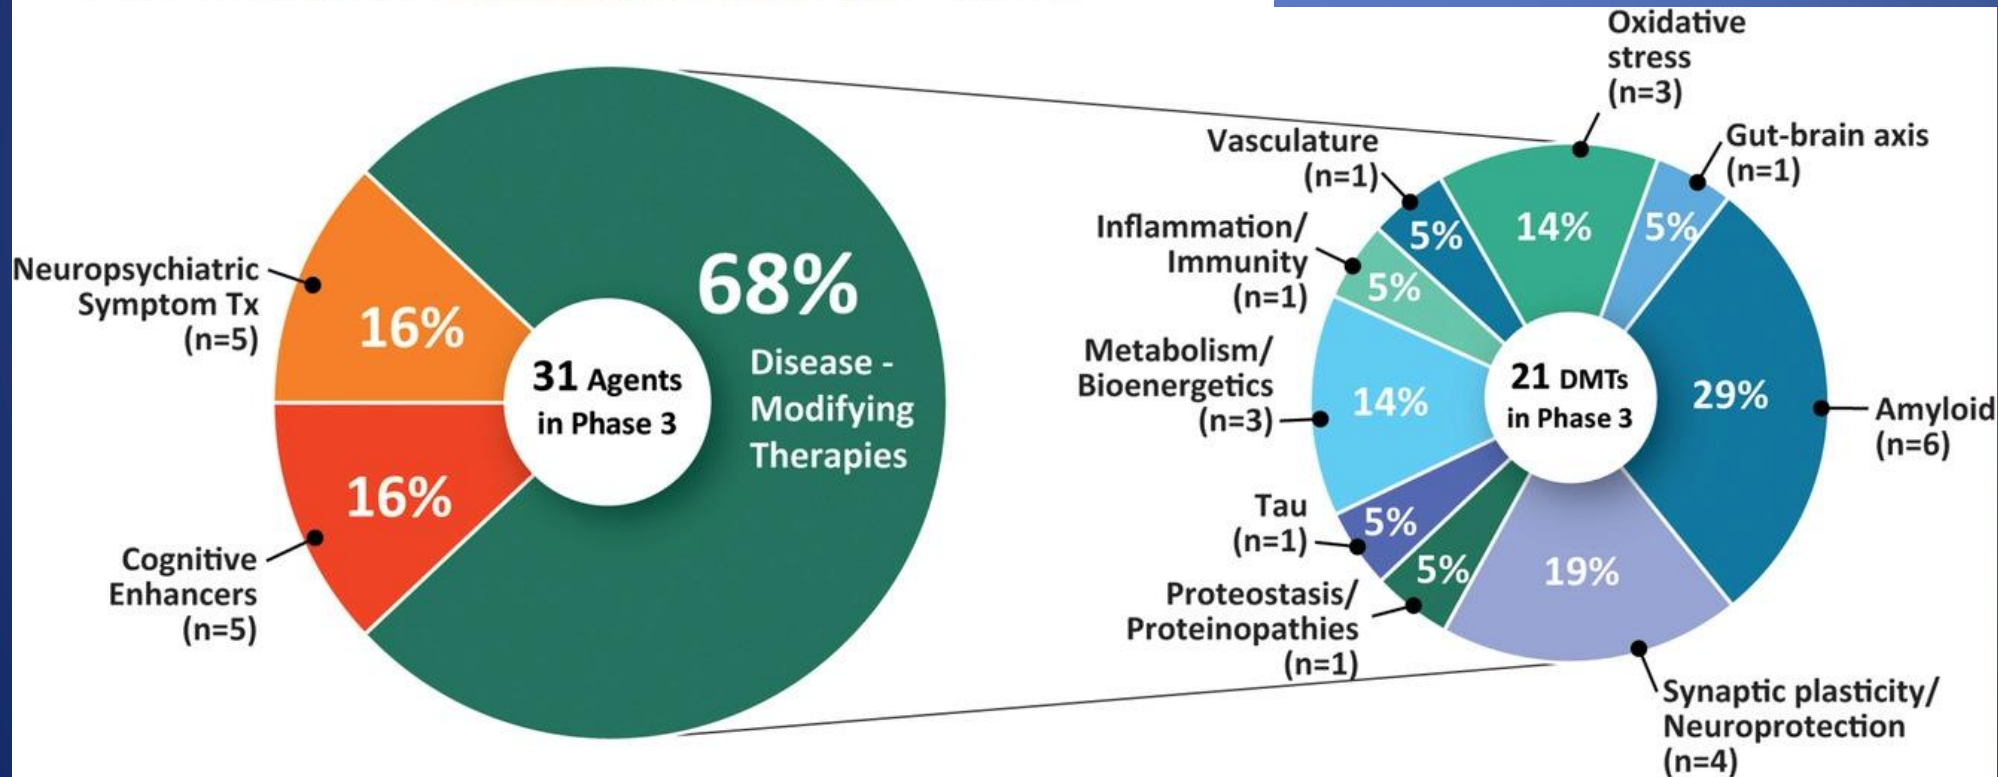 Neuropsychiatric
Symptom Tx
(n=5)
16%
68%
Disease -
Modifying
Therapies
31 Agents
in Phase 3
16%
Cognitive
Enhancers
(n=5)
Oxidative
stress
(n=3)
Gut-brain axis
(n=1)
Vasculature
(n=1)
Inflammation/
Immunity
(n=1)
Metabolism/
Bioenergetics
(n=3)
Tau
(n=1)
Proteostasis/
Proteinopathies
(n=1)
Synaptic plasticity/
Neuroprotection
(n=4)
Amyloid
(n=6)
14%
5%
5%
5%
14%
29%
21 DMTs
in Phase 3
5%
5%
19%